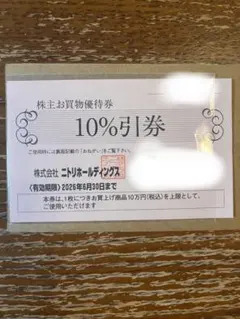 株主お買物優待券
10%引券
ご使用時には裏面記載の「おねがい」をご覧下さい。
株式会社 ニトリホールディングス
〈有効期限〉2026年6月30日まで
本券は、1枚につきお買上げ商品10万円(税込)を上限として、
ご使用いただけます